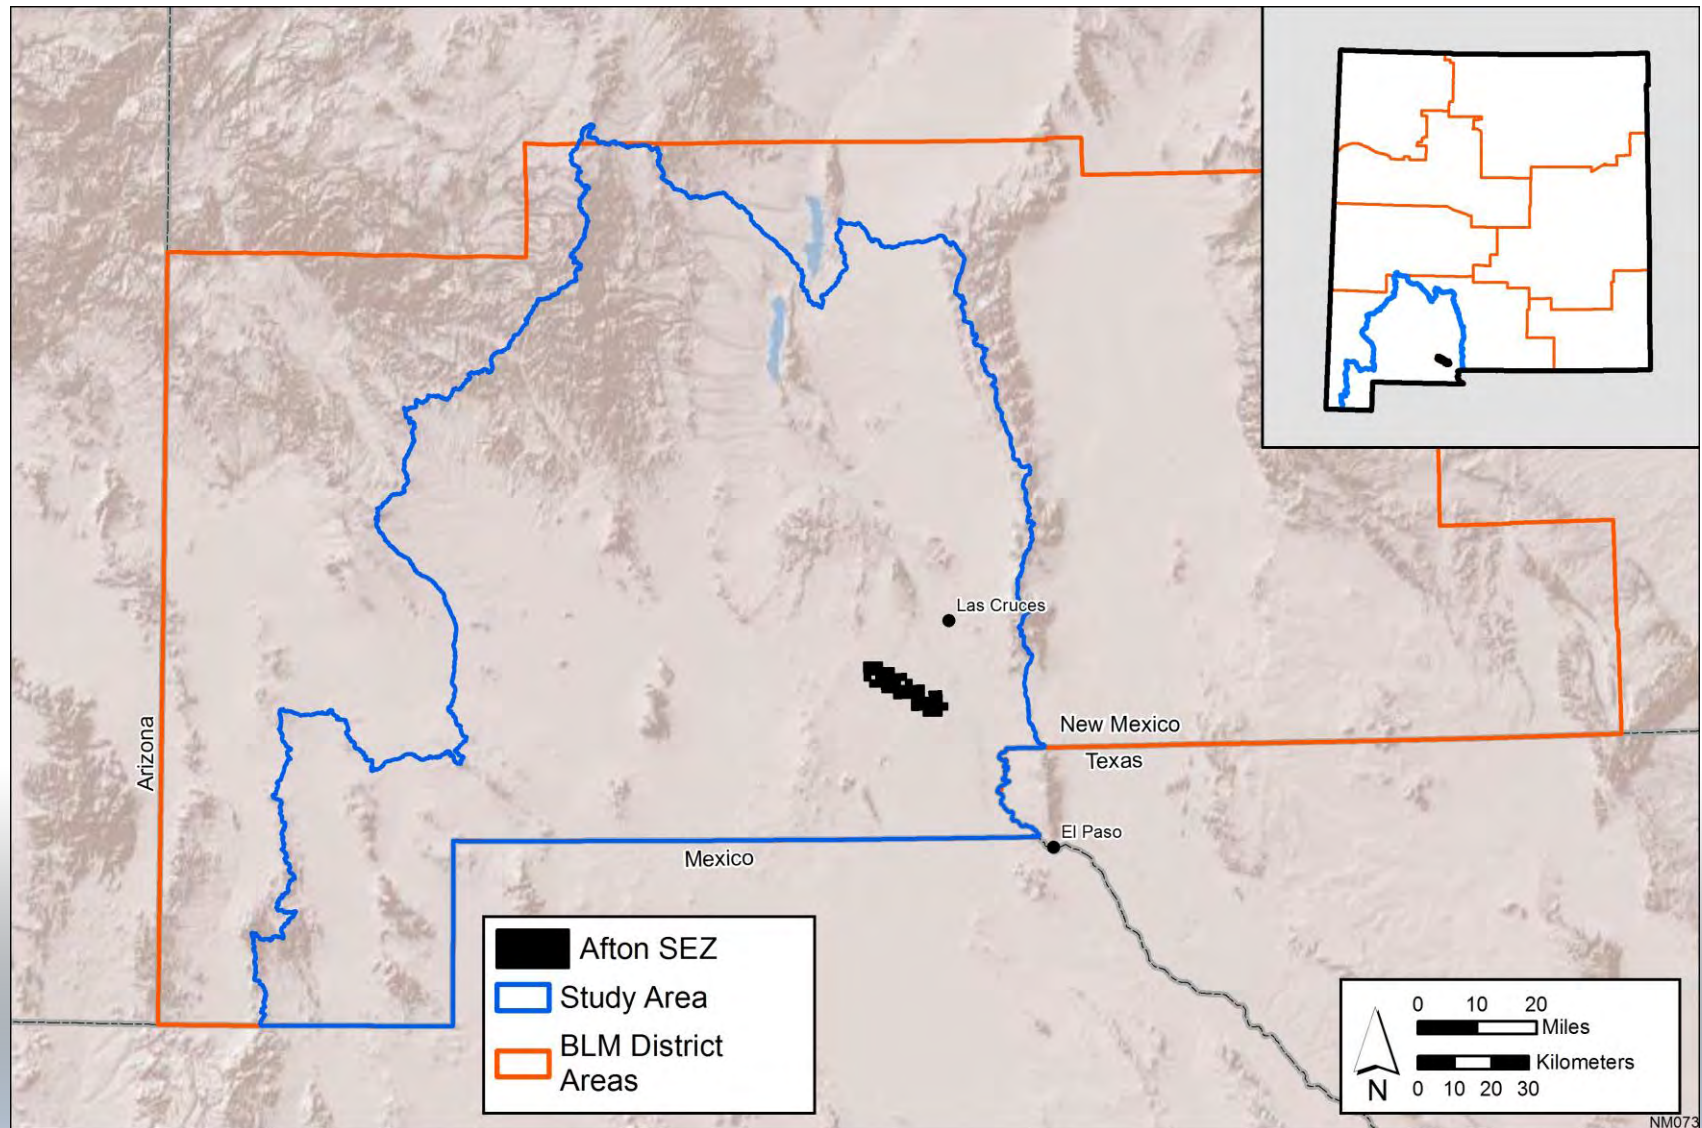 Las Cruces
Arizona
New Mexico
Texas
El Paso
Mexico
Afton SEZ
Study Area
BLM District
Areas
0 10 20
Miles
Kilometers
0 10 20 30
N
NM073